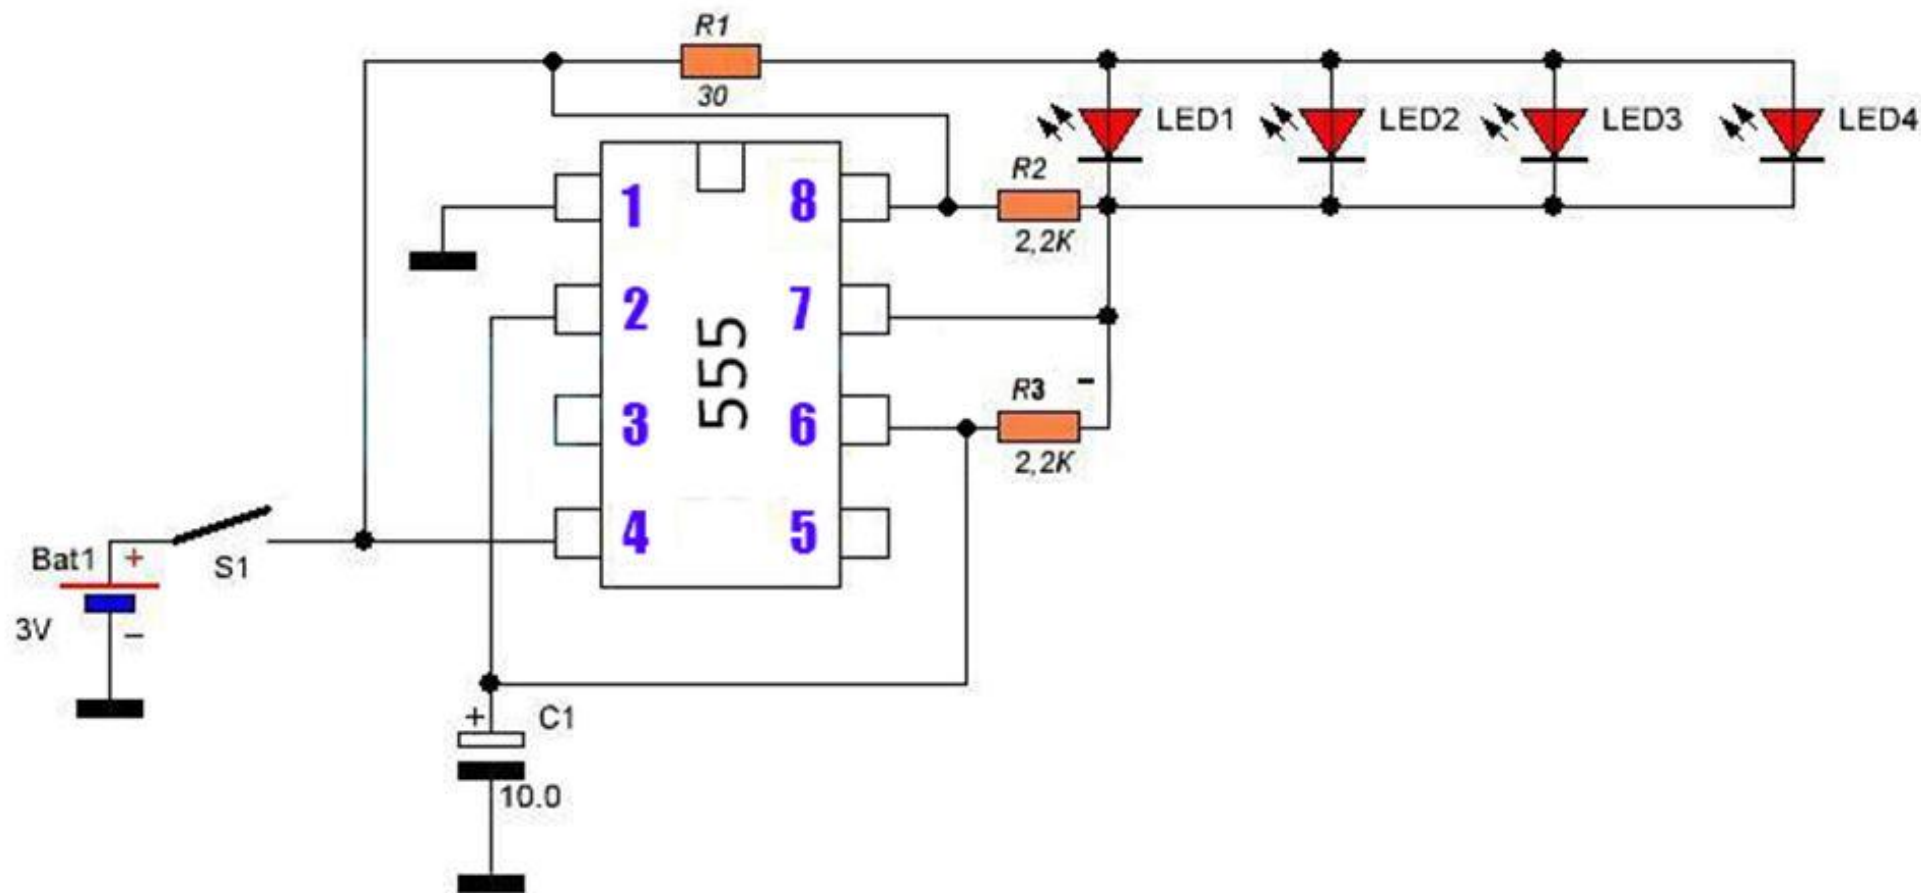 R1
30
LED1
LED2
LED3
LED4
R2
2,2K
1
8
2
7
555
3
6
R3
-
2,2K
4
5
Bat1
+
S1
3V
–
+
C1
10.0